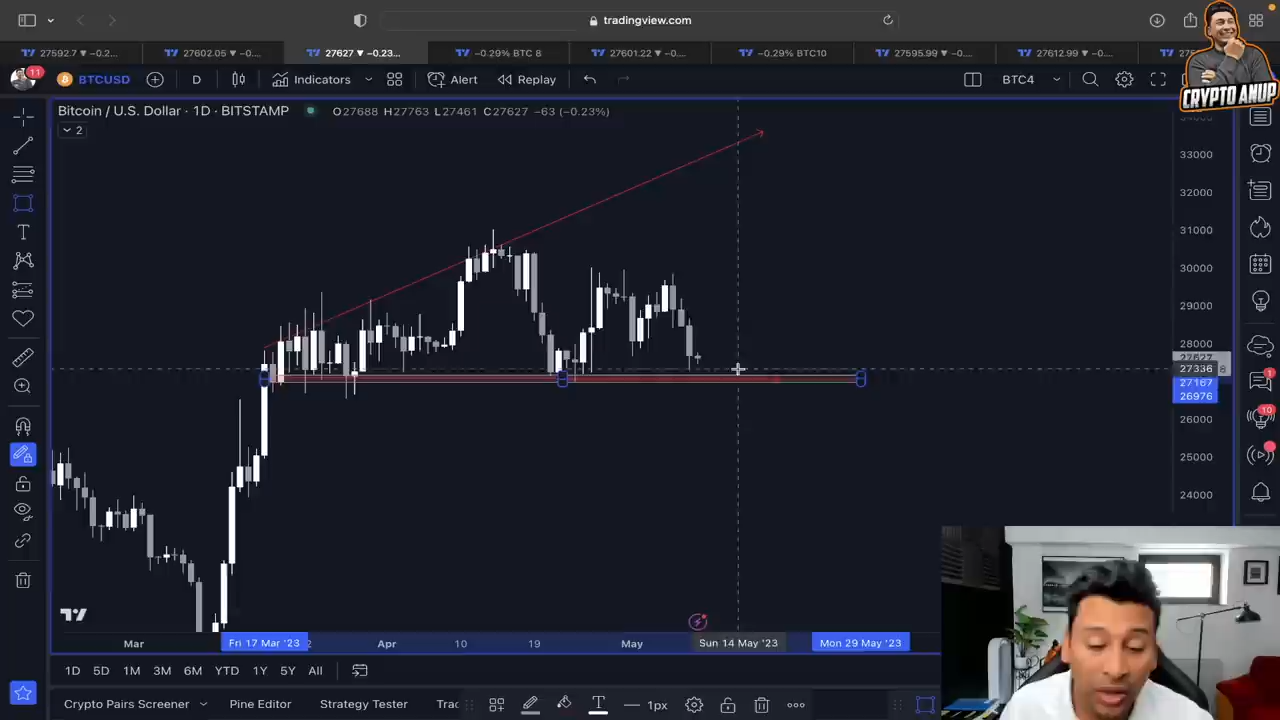 tradingview.com
27592.7 ▼ −0.2...
27602.05 ▼ −0....
27627 ▼ −0.23...
−0.29% BTC 8
27601.22 ▼ −0....
−0.29% BTC10
27595.99 ▼ −0....
27612.99 ▼ −0....
11
BTCUSD
D
Indicators
Alert
Replay
BTC4
CRYPTO ANUP
Bitcoin / U.S. Dollar · 1D · BITSTAMP
O27688 H27763 L27461 C27627 −63 (−0.23%)
2
34000
33000
32000
31000
30000
29000
28000
27627
27336
27167
26976
26000
25000
24000
1
10
Mar
Fri 17 Mar '23
Apr
10
19
May
Sun 14 May '23
Mon 29 May '23
1D
5D
1M
3M
6M
YTD
1Y
5Y
All
Crypto Pairs Screener
Pine Editor
Strategy Tester
1px